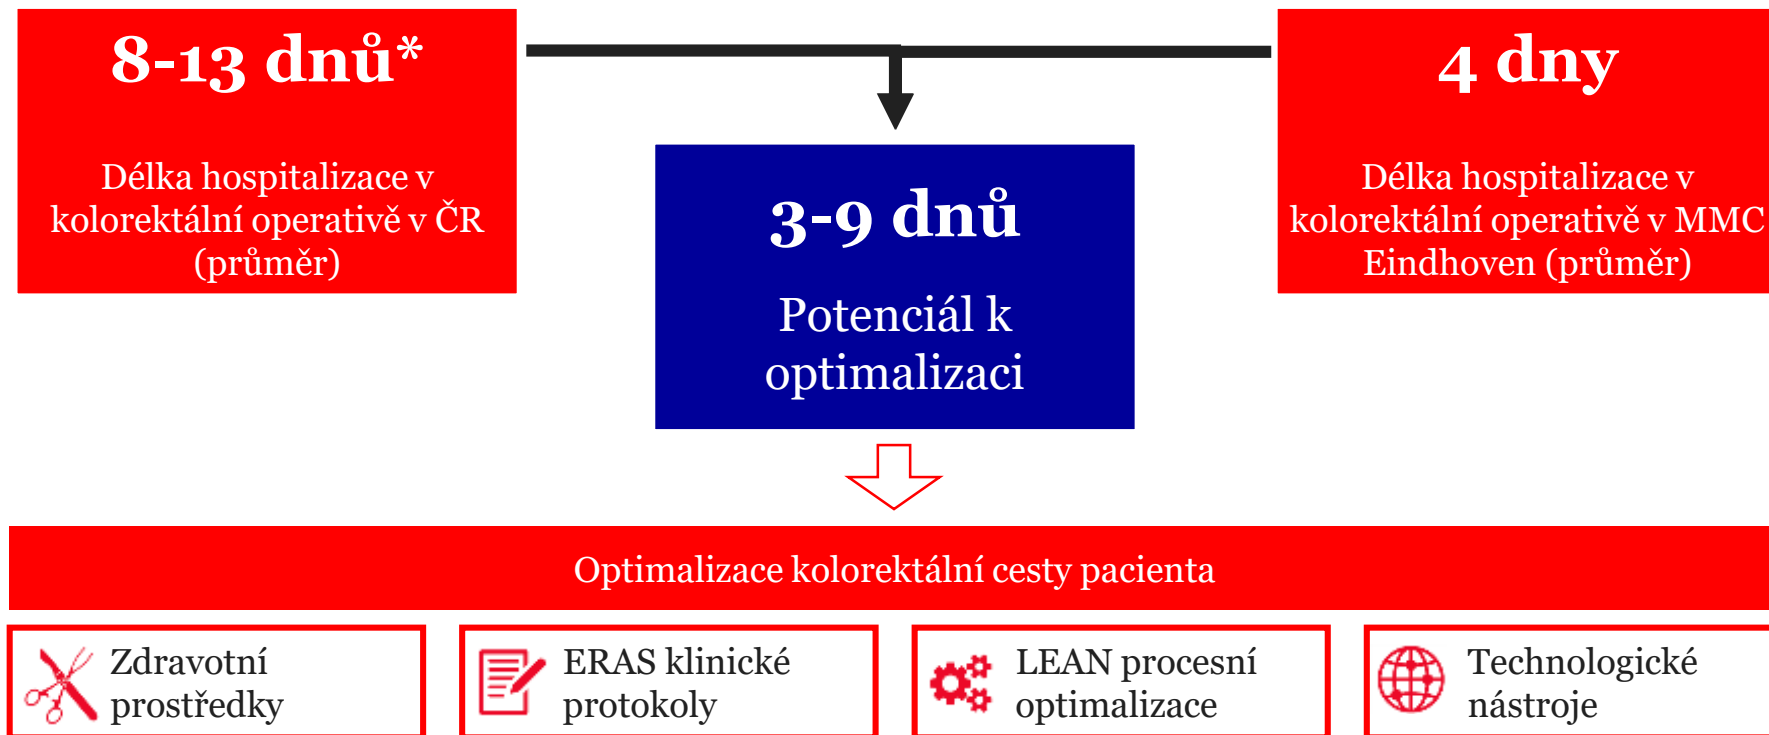 8-13 dnů*
Délka hospitalizace v
kolorektální operativě v ČR
(průměr)
4 dny
Délka hospitalizace v
kolorektální operativě v MMC
Eindhoven (průměr)
3-9 dnů
Potenciál k
optimalizaci
Optimalizace kolorektální cesty pacienta
Zdravotní
prostředky
ERAS klinické
protokoly
LEAN procesní
optimalizace
Technologické
nástroje